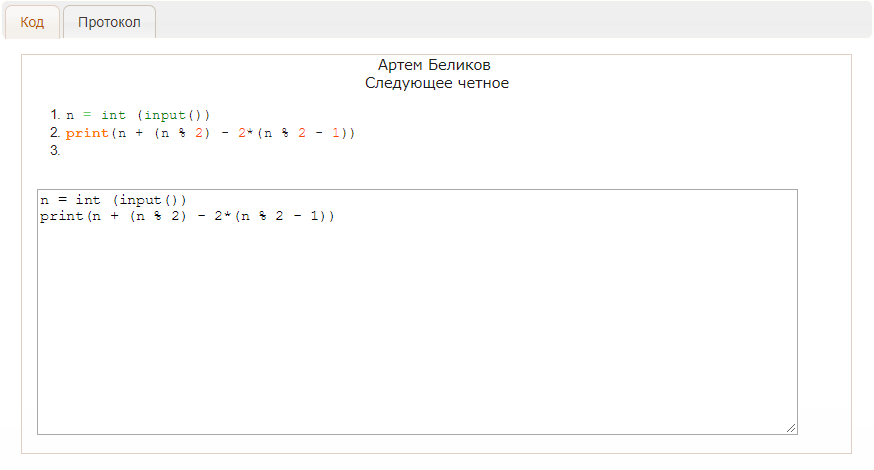 Код
Протокол
Артем Беликов
Следующее четное
1. n = int (input())
2. print(n + (n % 2) - 2*(n % 2 - 1))
3.
n = int (input())
print(n + (n % 2) - 2*(n % 2 - 1))